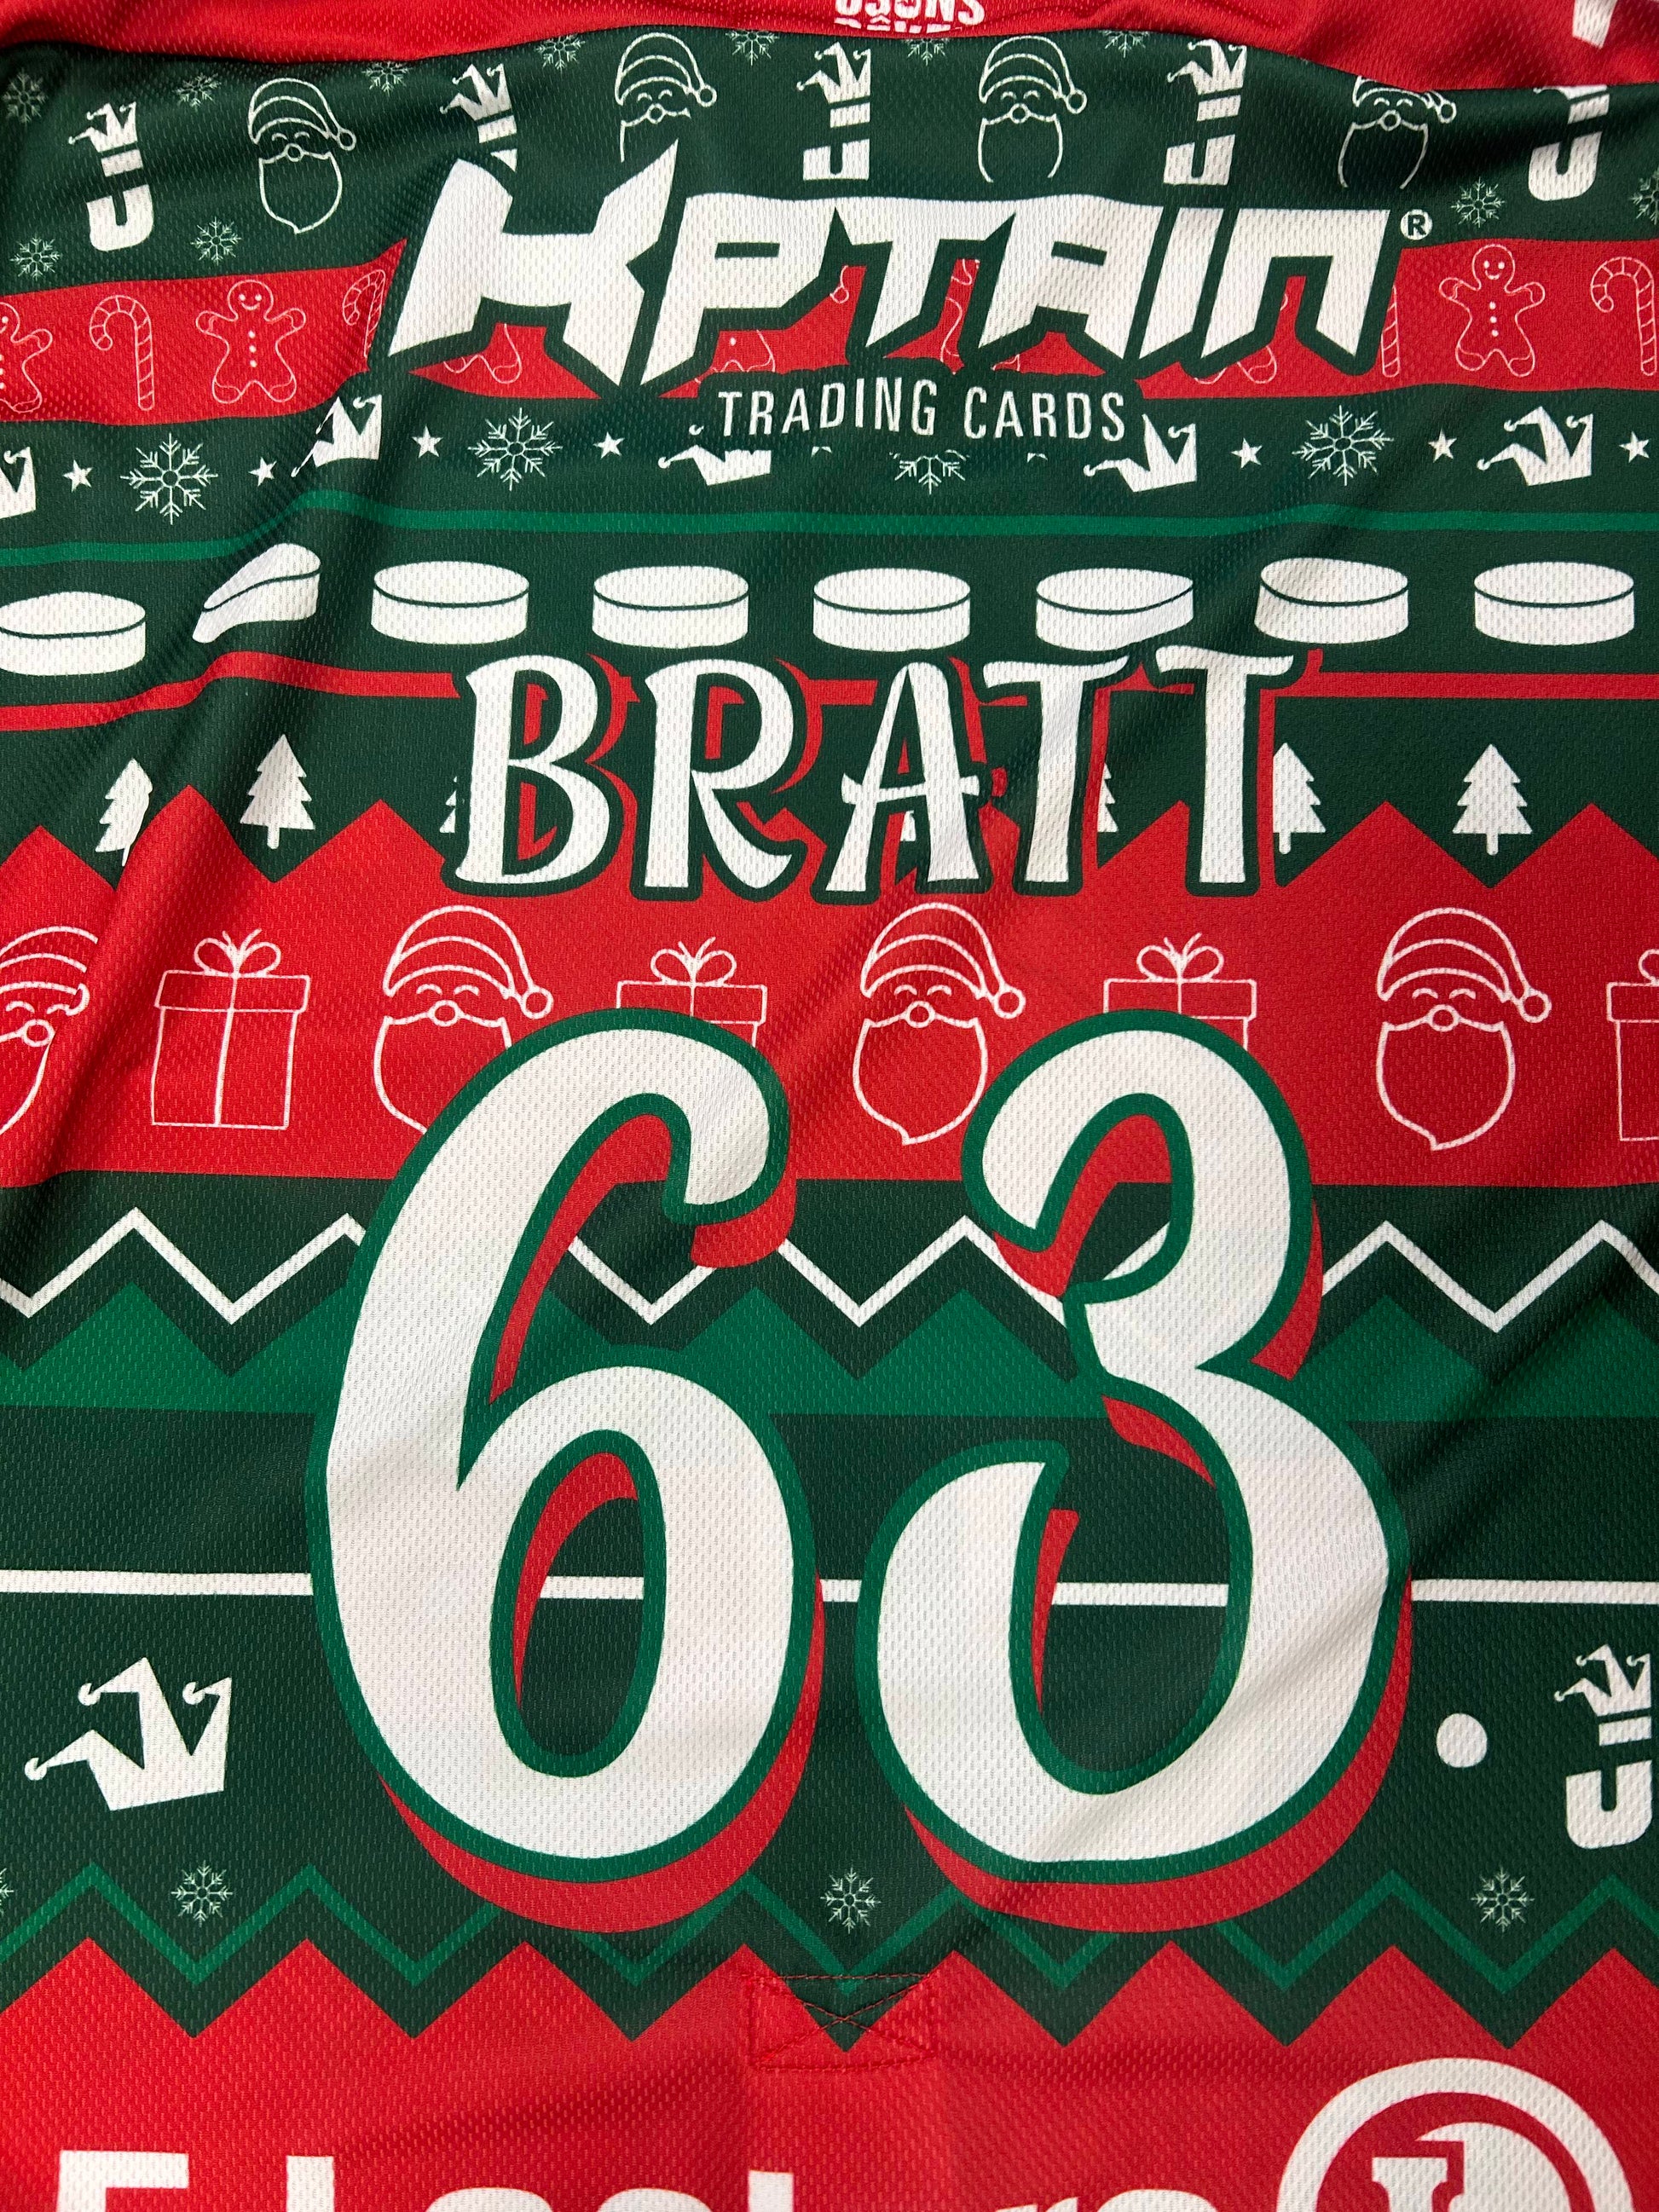 KPTAIN®
TRADING CARDS
BRATT
63